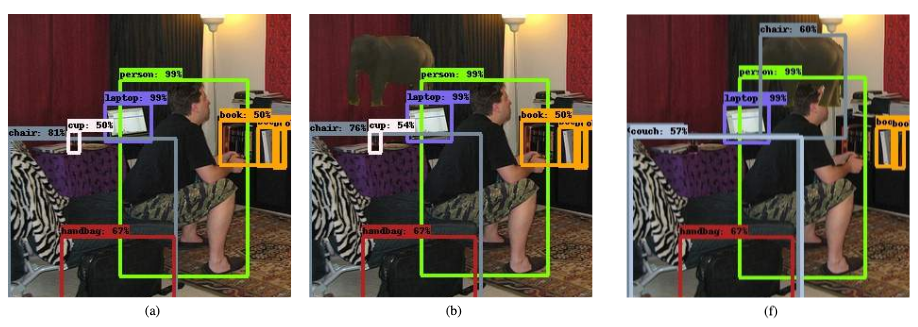 person: 99%
laptop: 99%
cup: 50%
book: 50%
chair: 81%
handbag: 67%
(a)
person: 99%
laptop: 99%
cup: 54%
book: 50%
chair: 76%
handbag: 67%
(b)
chair: 60%
person: 99%
laptop: 99%
couch: 57%
handbag: 67%
(f)